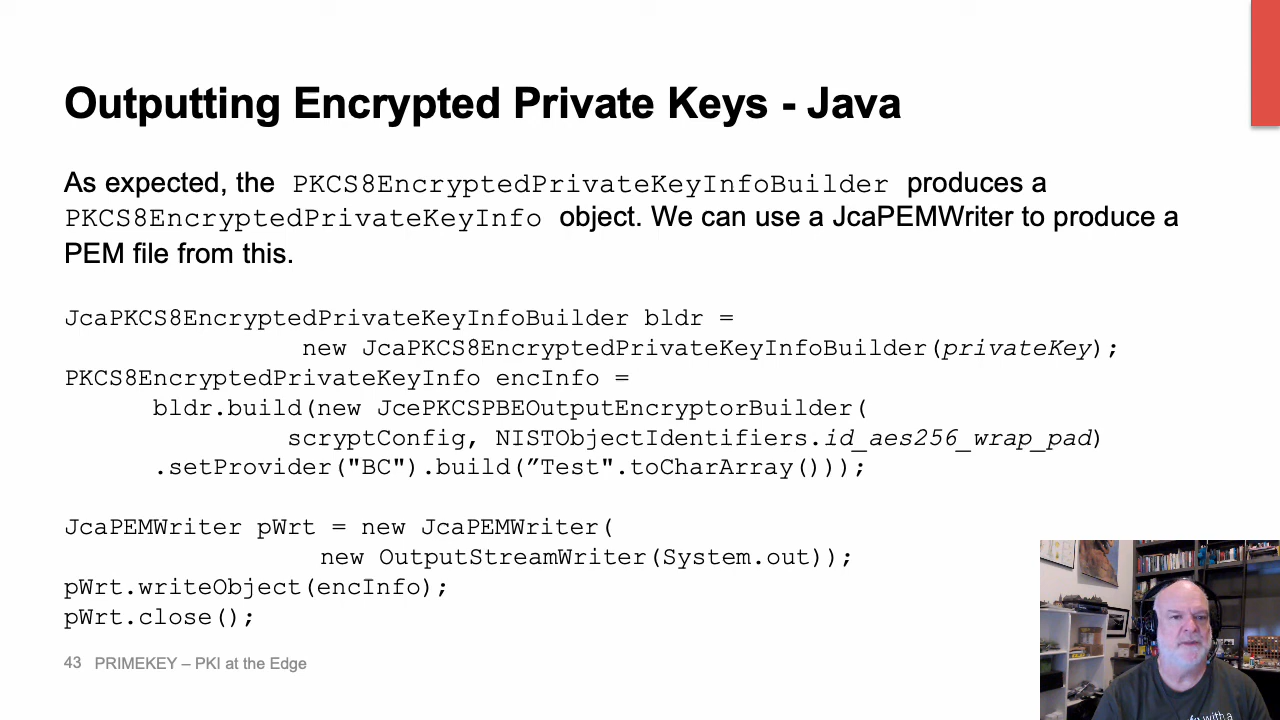 Outputting Encrypted Private Keys - Java
As expected, the PKCS8EncryptedPrivateKeyInfoBuilder produces a
PKCS8EncryptedPrivateKeyInfo object. We can use a JcaPEMWriter to produce a
PEM file from this.
JcaPKCS8EncryptedPrivateKeyInfoBuilder bldr =
new JcaPKCS8EncryptedPrivateKeyInfoBuilder(privateKey);
PKCS8EncryptedPrivateKeyInfo encInfo =
bldr.build(new JcePKCSPBEOutputEncryptorBuilder(
scryptConfig, NISTObjectIdentifiers.id_aes256_wrap_pad)
.setProvider("BC").build(”Test".toCharArray()));
JcaPEMWriter pWrt = new JcaPEMWriter(
new OutputStreamWriter(System.out));
pWrt.writeObject(encInfo);
pWrt.close();
43 PRIMEKEY – PKI at the Edge
with a